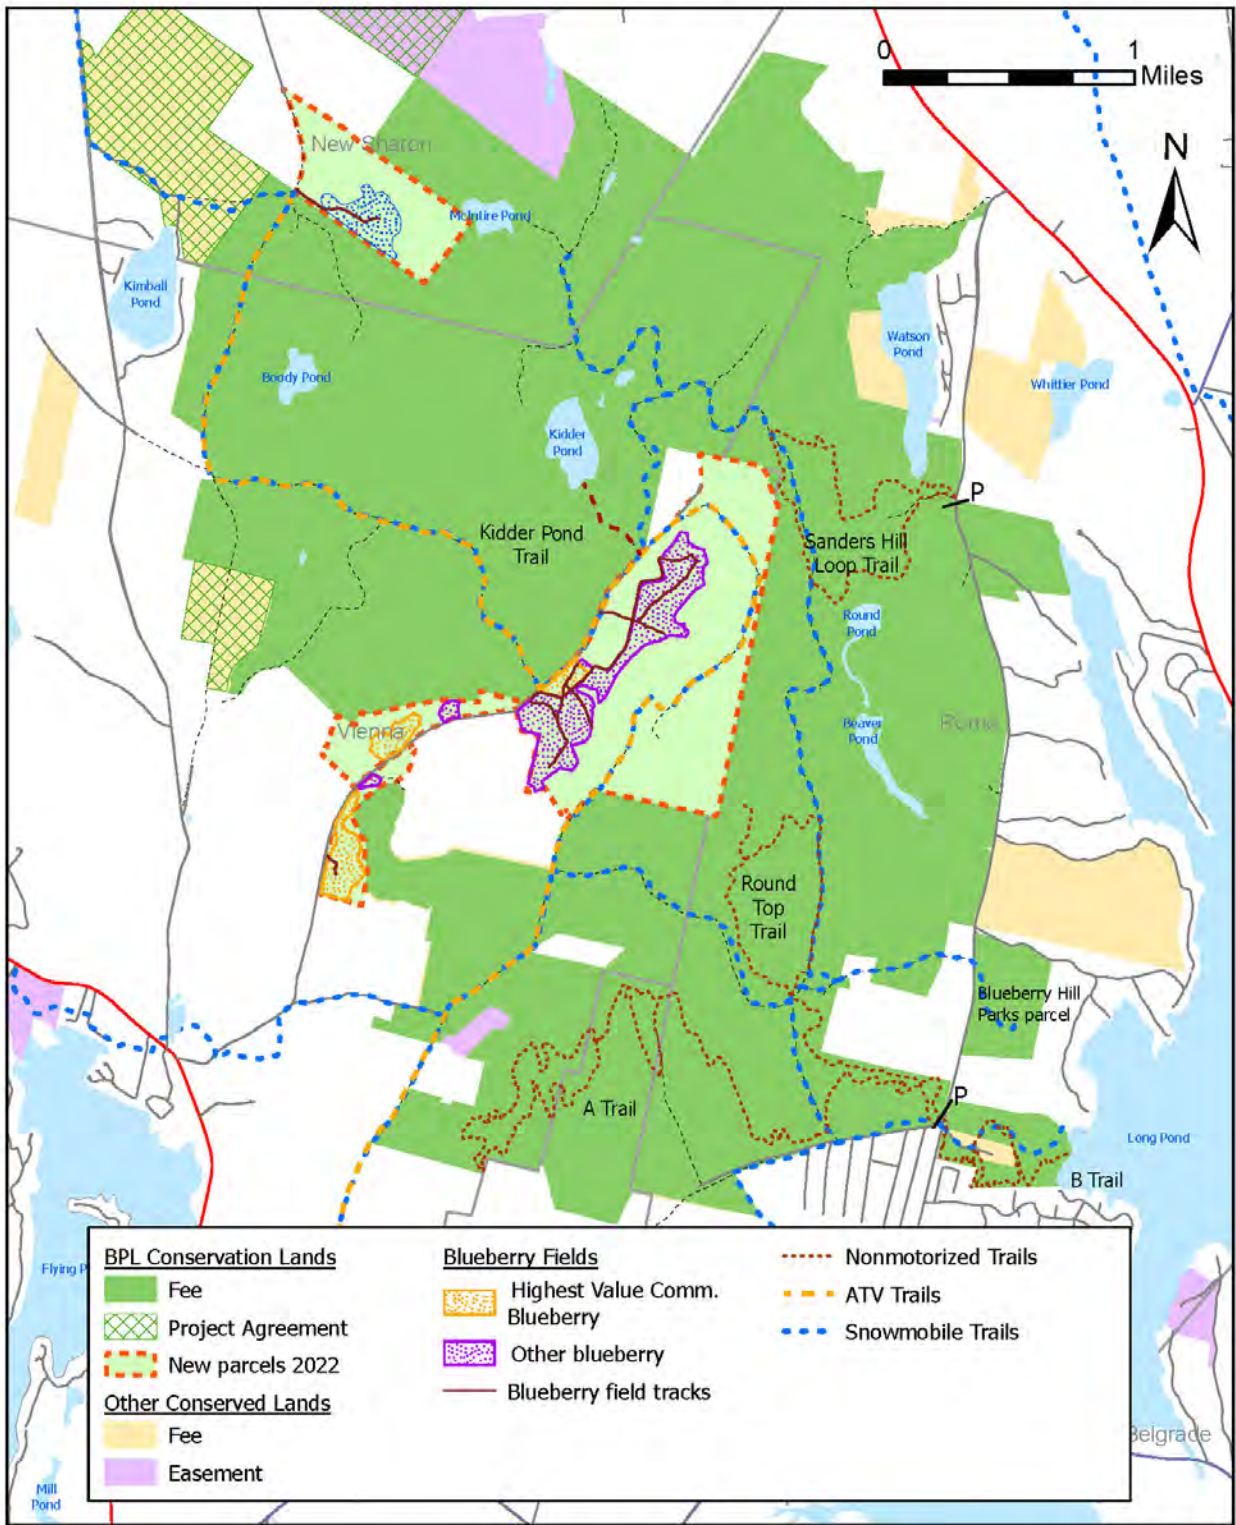 0 1
Miles
N
New Sharon
McIntire Pond
Kimball
Pond
Watson
Pond
Boody Pond
Whittier Pond
Kidder
Pond
P
Kidder Pond
Trail
Sanders Hill
Loop Trail
Round
Pond
Vienna
Beaver
Pond
Rome
Round
Top
Trail
Blueberry Hill
Parks parcel
P
A Trail
Long Pond
B Trail
Flying P
BPL Conservation Lands
Fee
Project Agreement
New parcels 2022
Other Conserved Lands
Fee
Easement
Blueberry Fields
Highest Value Comm.
Blueberry
Other blueberry
Blueberry field tracks
Nonmotorized Trails
ATV Trails
Snowmobile Trails
Belgrade
Mill
Pond